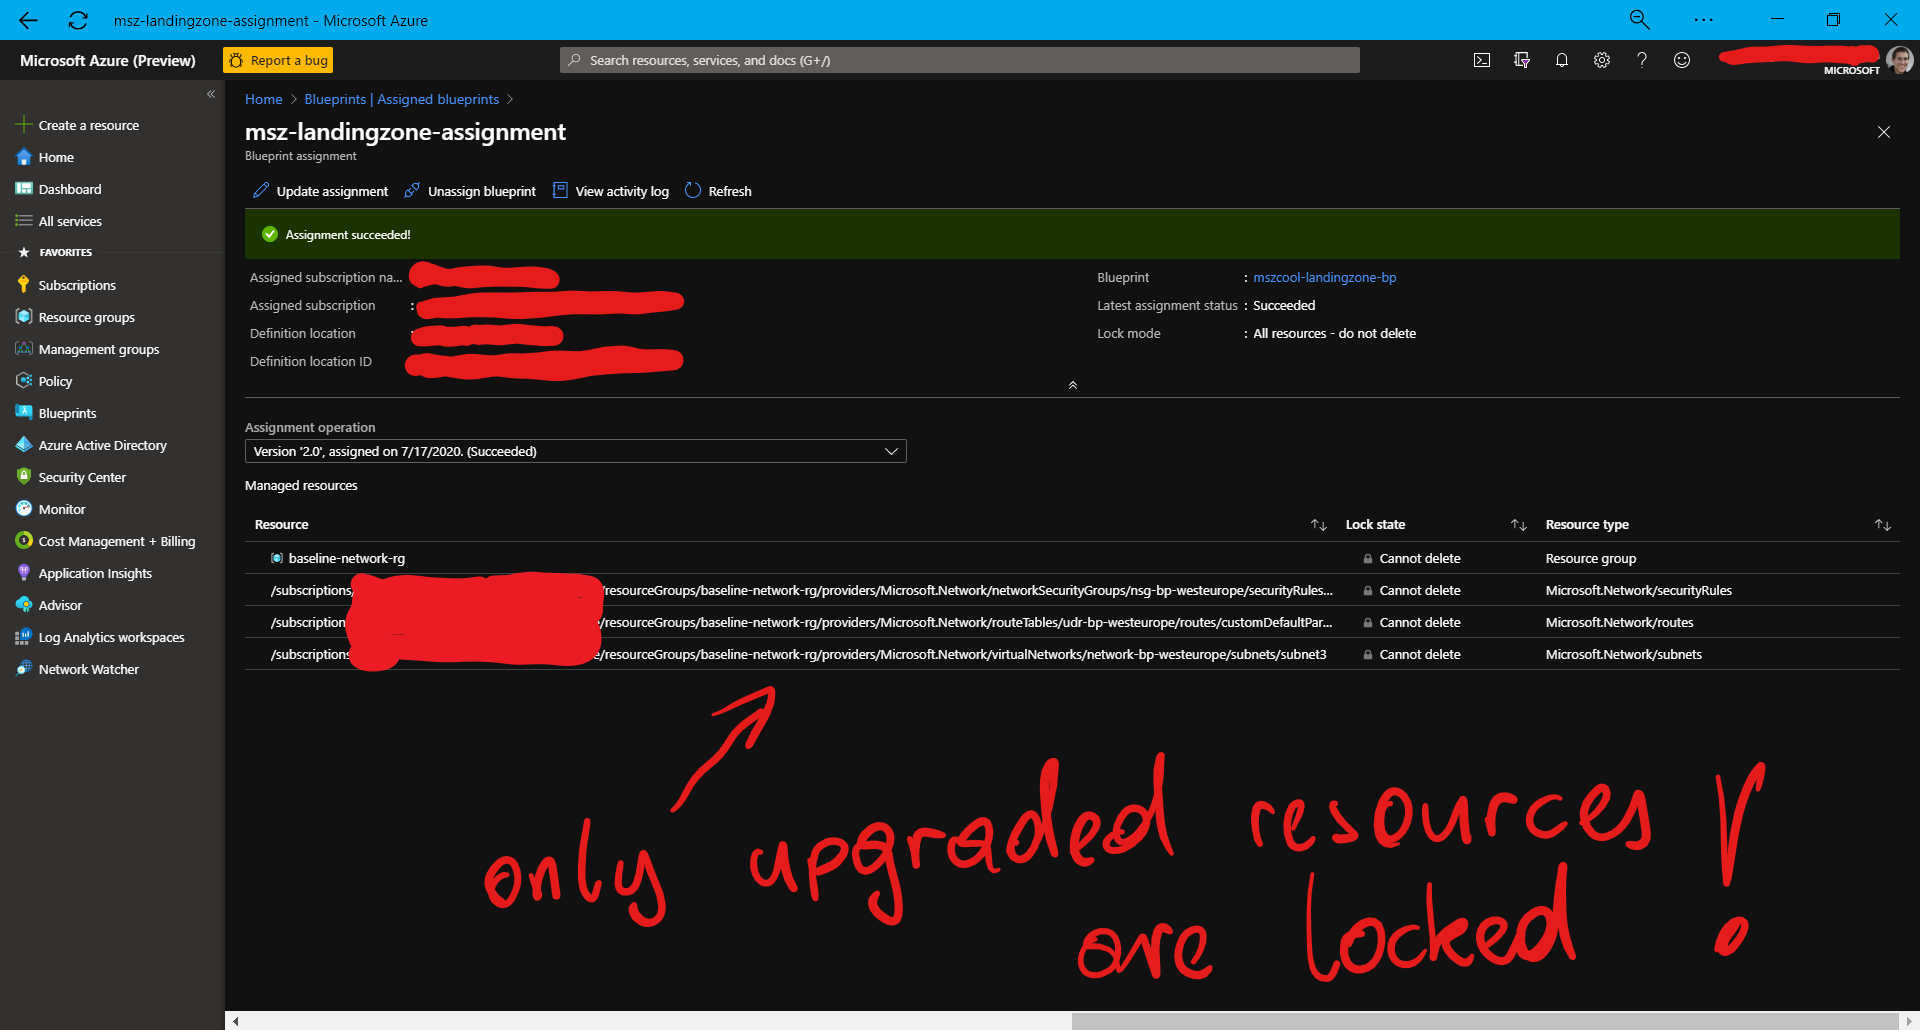 msz-landingzone-assignment - Microsoft Azure
Microsoft Azure (Preview)
Report a bug
Search resources, services, and docs (G+/)
MICROSOFT
Create a resource
Home
Dashboard
All services
FAVORITES
Subscriptions
Resource groups
Management groups
Policy
Blueprints
Azure Active Directory
Security Center
Monitor
Cost Management + Billing
Application Insights
Advisor
Log Analytics workspaces
Network Watcher
Home > Blueprints | Assigned blueprints >
msz-landingzone-assignment
Blueprint assignment
Update assignment Unassign blueprint View activity log Refresh
Assignment succeeded!
Assigned subscription na...
Assigned subscription :
Definition location :
Definition location ID
Blueprint : mszcool-landingzone-bp
Latest assignment status : Succeeded
Lock mode : All resources - do not delete
Assignment operation
Version '2.0', assigned on 7/17/2020. (Succeeded)
Managed resources
Resource Lock state Resource type
baseline-network-rg Cannot delete Resource group
/subscriptions/ /resourceGroups/baseline-network-rg/providers/Microsoft.Network/networkSecurityGroups/nsg-bp-westeurope/securityRules... Cannot delete Microsoft.Network/securityRules
/subscription /resourceGroups/baseline-network-rg/providers/Microsoft.Network/routeTables/udr-bp-westeurope/routes/customDefaultPar... Cannot delete Microsoft.Network/routes
/subscriptions /resourceGroups/baseline-network-rg/providers/Microsoft.Network/virtualNetworks/network-bp-westeurope/subnets/subnet3 Cannot delete Microsoft.Network/subnets
only upgraded resources
are locked !